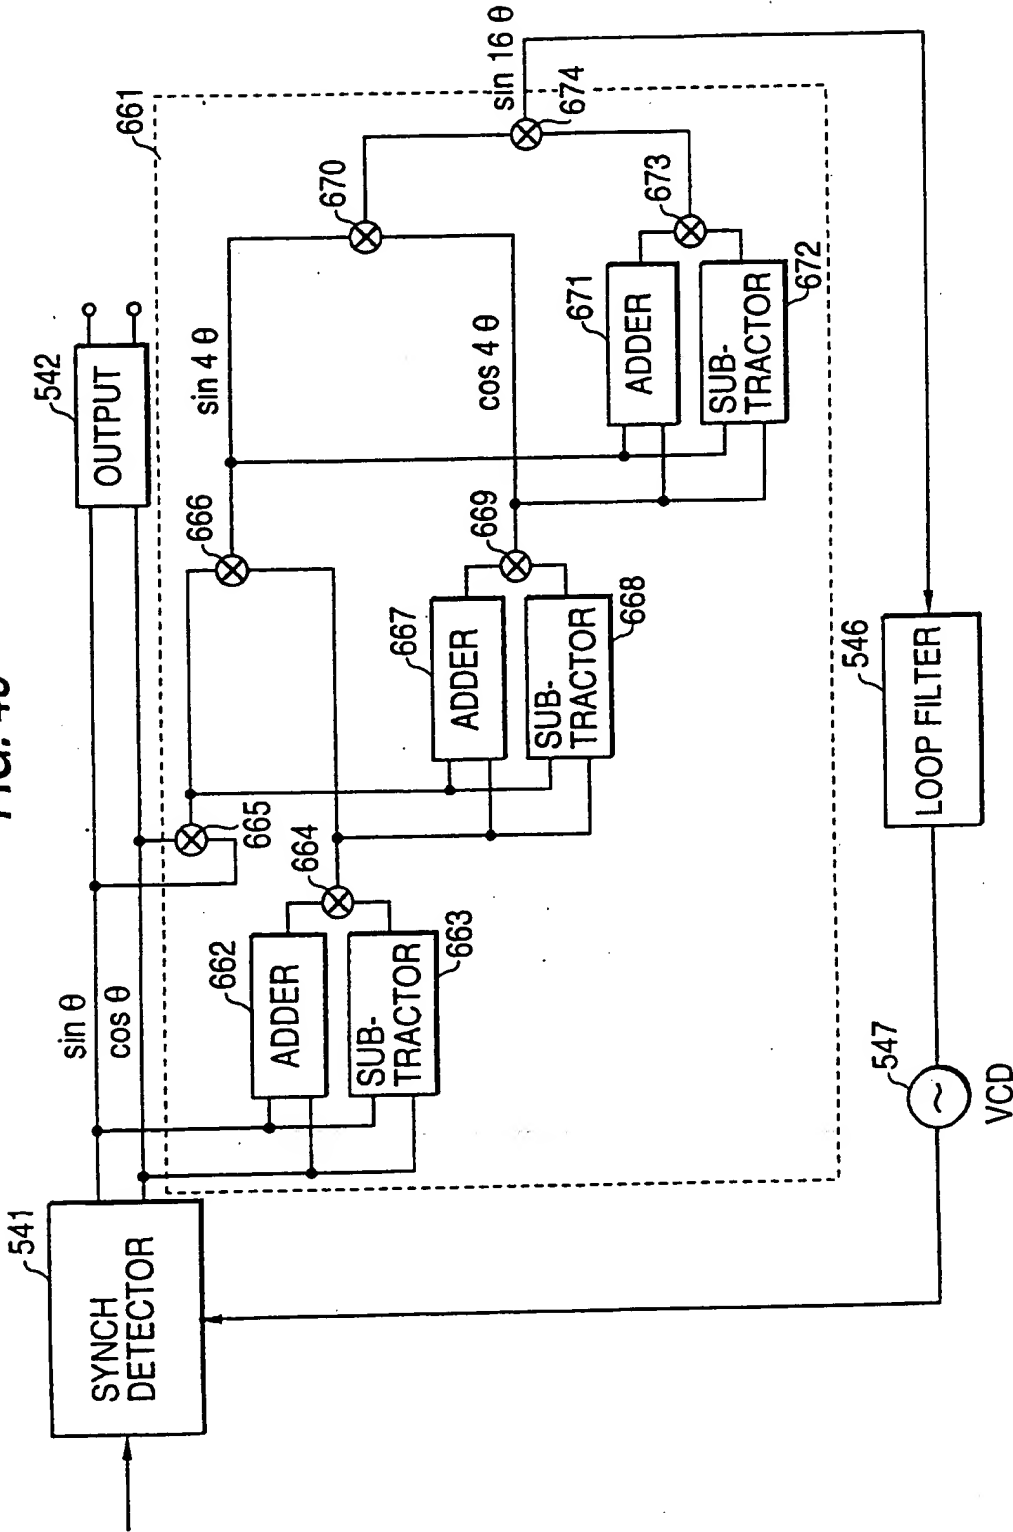 541
SYNCH
DETECTOR
sin θ
cos θ
542
OUTPUT
661
662
ADDER
663
SUB-
TRACTOR
664
665
666
667
ADDER
668
SUB-
TRACTOR
669
sin 4 θ
cos 4 θ
670
671
ADDER
672
SUB-
TRACTOR
673
674
sin 16 θ
546
LOOP FILTER
547
VCD